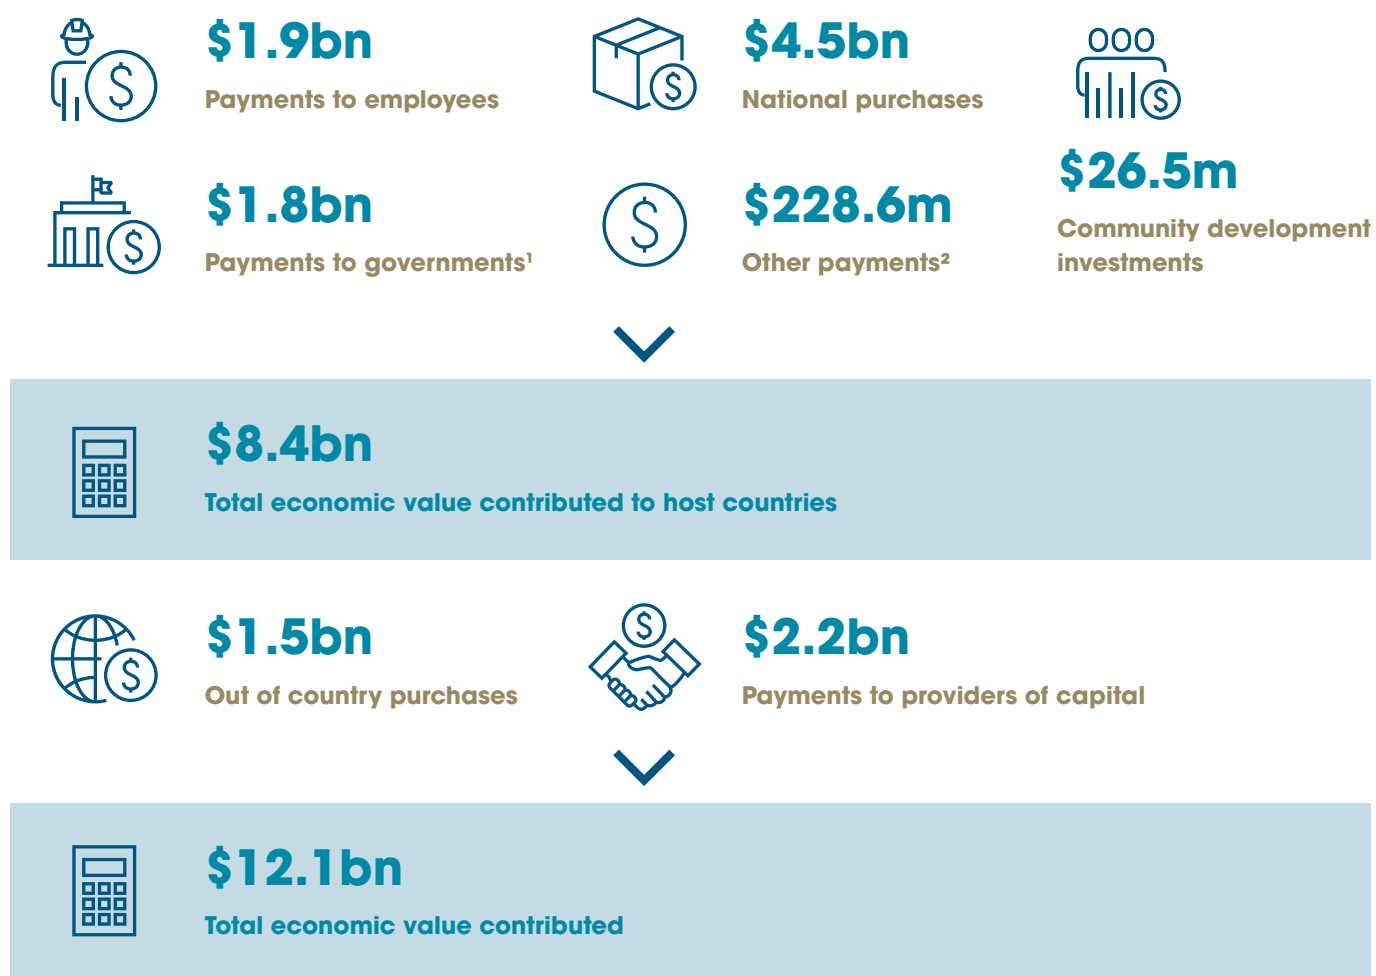 $1.9bn
Payments to employees
$4.5bn
National purchases
$1.8bn
Payments to governments¹
$228.6m
Other payments²
$26.5m
Community development
investments
$8.4bn
Total economic value contributed to host countries
$1.5bn
Out of country purchases
$2.2bn
Payments to providers of capital
$12.1bn
Total economic value contributed